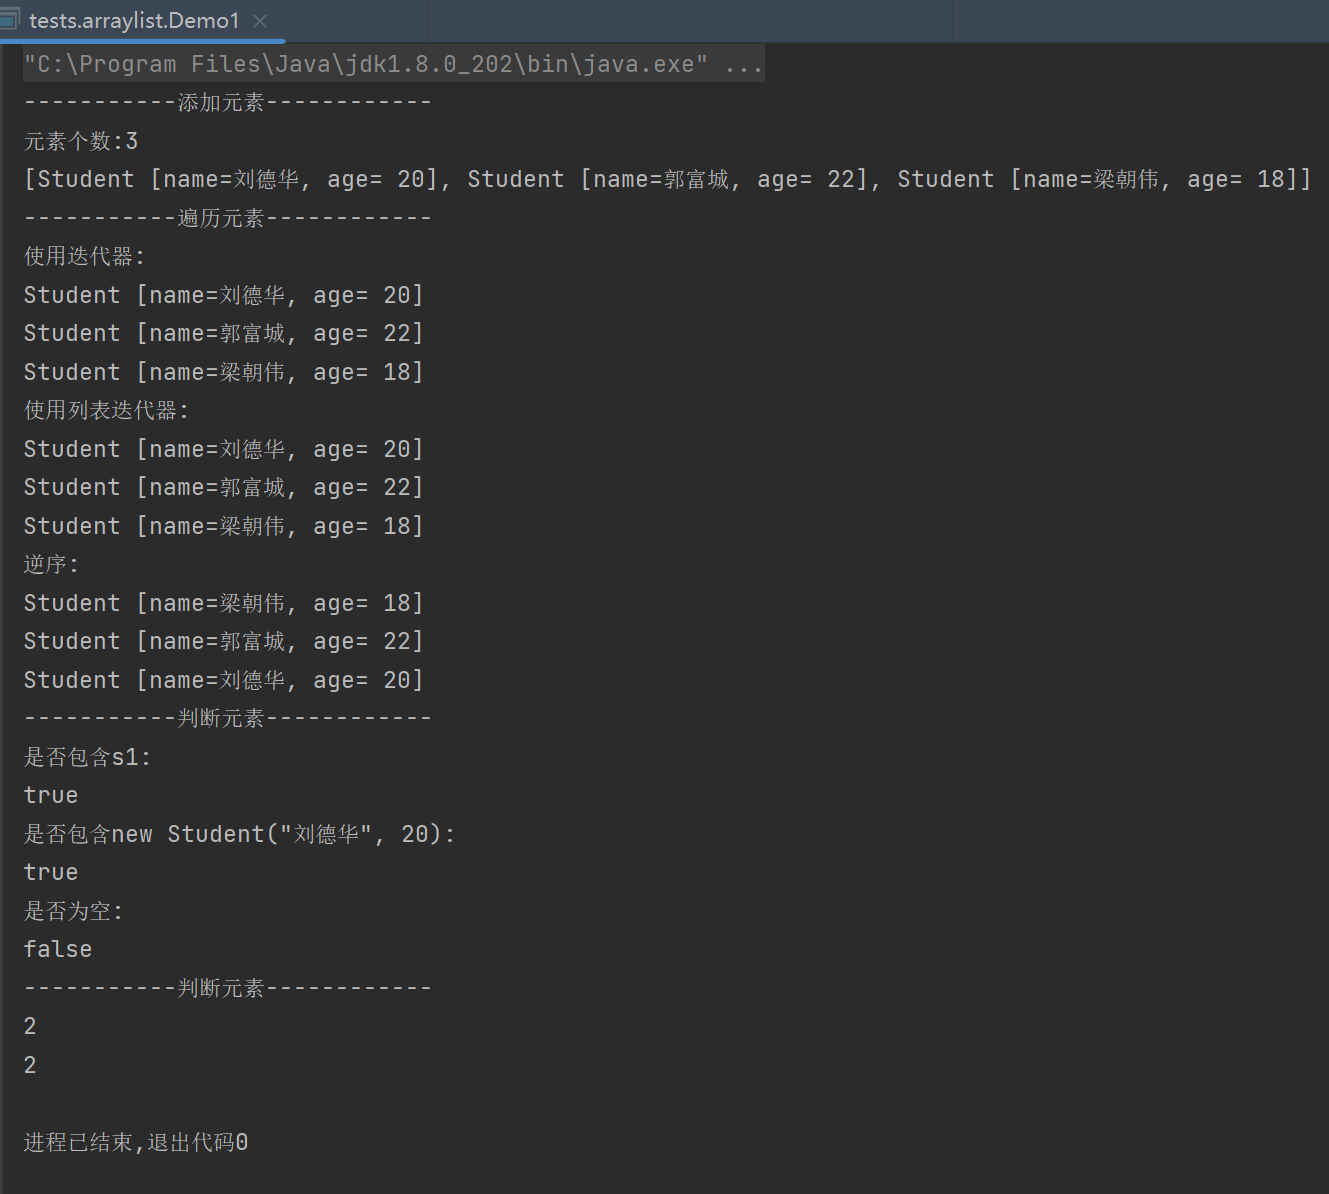 tests.arraylist.Demo1
"C:\Program Files\Java\jdk1.8.0_202\bin\java.exe" ...
-----------添加元素------------
元素个数:3
[Student [name=刘德华, age= 20], Student [name=郭富城, age= 22], Student [name=梁朝伟, age= 18]]
-----------遍历元素------------
使用迭代器:
Student [name=刘德华, age= 20]
Student [name=郭富城, age= 22]
Student [name=梁朝伟, age= 18]
使用列表迭代器:
Student [name=刘德华, age= 20]
Student [name=郭富城, age= 22]
Student [name=梁朝伟, age= 18]
逆序:
Student [name=梁朝伟, age= 18]
Student [name=郭富城, age= 22]
Student [name=刘德华, age= 20]
-----------判断元素------------
是否包含s1:
true
是否包含new Student("刘德华", 20):
true
是否为空:
false
-----------判断元素------------
2
2
进程已结束,退出代码0